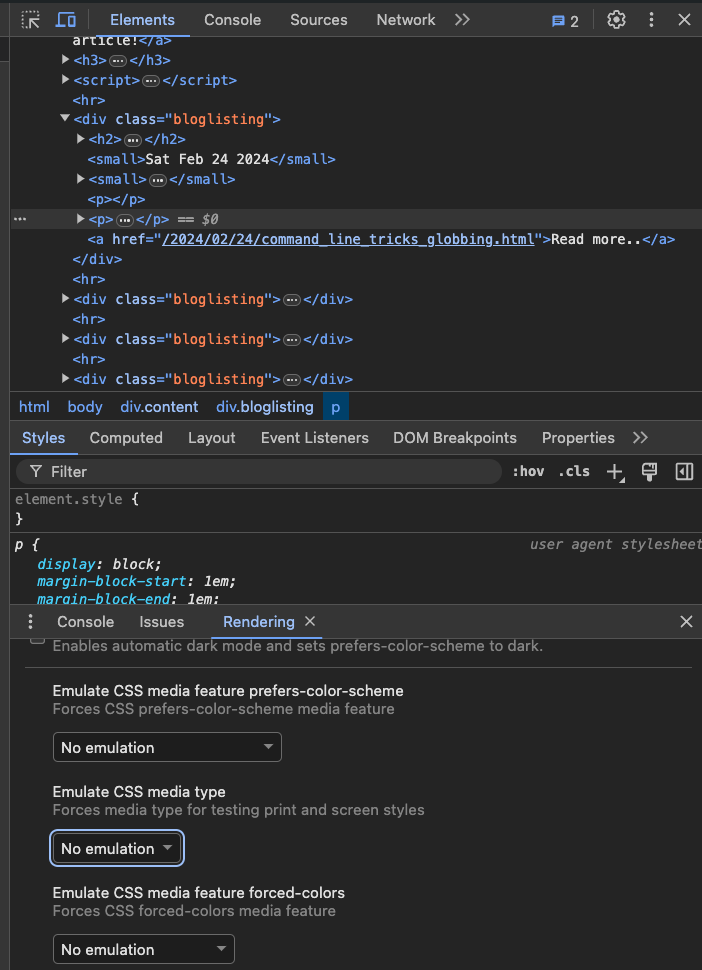 Elements Console Sources Network 2
article!</a>
<h3>…</h3>
<script>…</script>
<hr>
<div class="bloglisting">
<h2>…</h2>
<small>Sat Feb 24 2024</small>
<small>…</small>
<p></p>
… <p>…</p> == $0
<a href="/2024/02/24/command_line_tricks_globbing.html">Read more..</a>
</div>
<hr>
<div class="bloglisting">…</div>
<hr>
<div class="bloglisting">…</div>
<hr>
<div class="bloglisting">…</div>
html body div.content div.bloglisting p
Styles Computed Layout Event Listeners DOM Breakpoints Properties
Filter :hov .cls
element.style {
}
p { user agent stylesheet
display: block;
margin-block-start: 1em;
margin-block-end: 1em;
Console Issues Rendering
Enables automatic dark mode and sets prefers-color-scheme to dark.
Emulate CSS media feature prefers-color-scheme
Forces CSS prefers-color-scheme media feature
No emulation
Emulate CSS media type
Forces media type for testing print and screen styles
No emulation
Emulate CSS media feature forced-colors
Forces CSS forced-colors media feature
No emulation